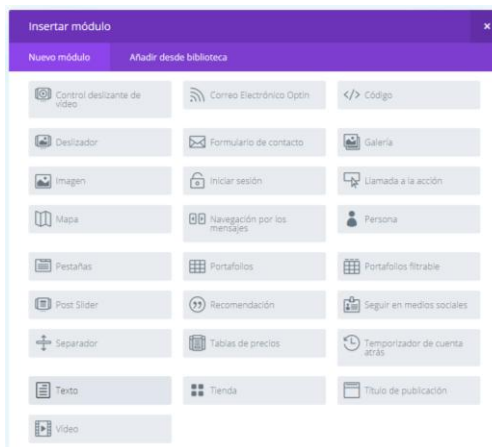 Insertar módulo
×
Nuevo módulo
Añadir desde biblioteca
Control deslizante de
vídeo
Correo Electrónico Optin
</> Código
Deslizador
Formulario de contacto
Galería
Imagen
Iniciar sesión
Llamada a la acción
Mapa
Navegación por los
mensajes
Persona
Pestañas
Portafolios
Portafolios filtrable
Post Slider
Recomendación
Seguir en medios sociales
Separador
Tablas de precios
Temporizador de cuenta
atrás
Texto
Tienda
Título de publicación
Vídeo